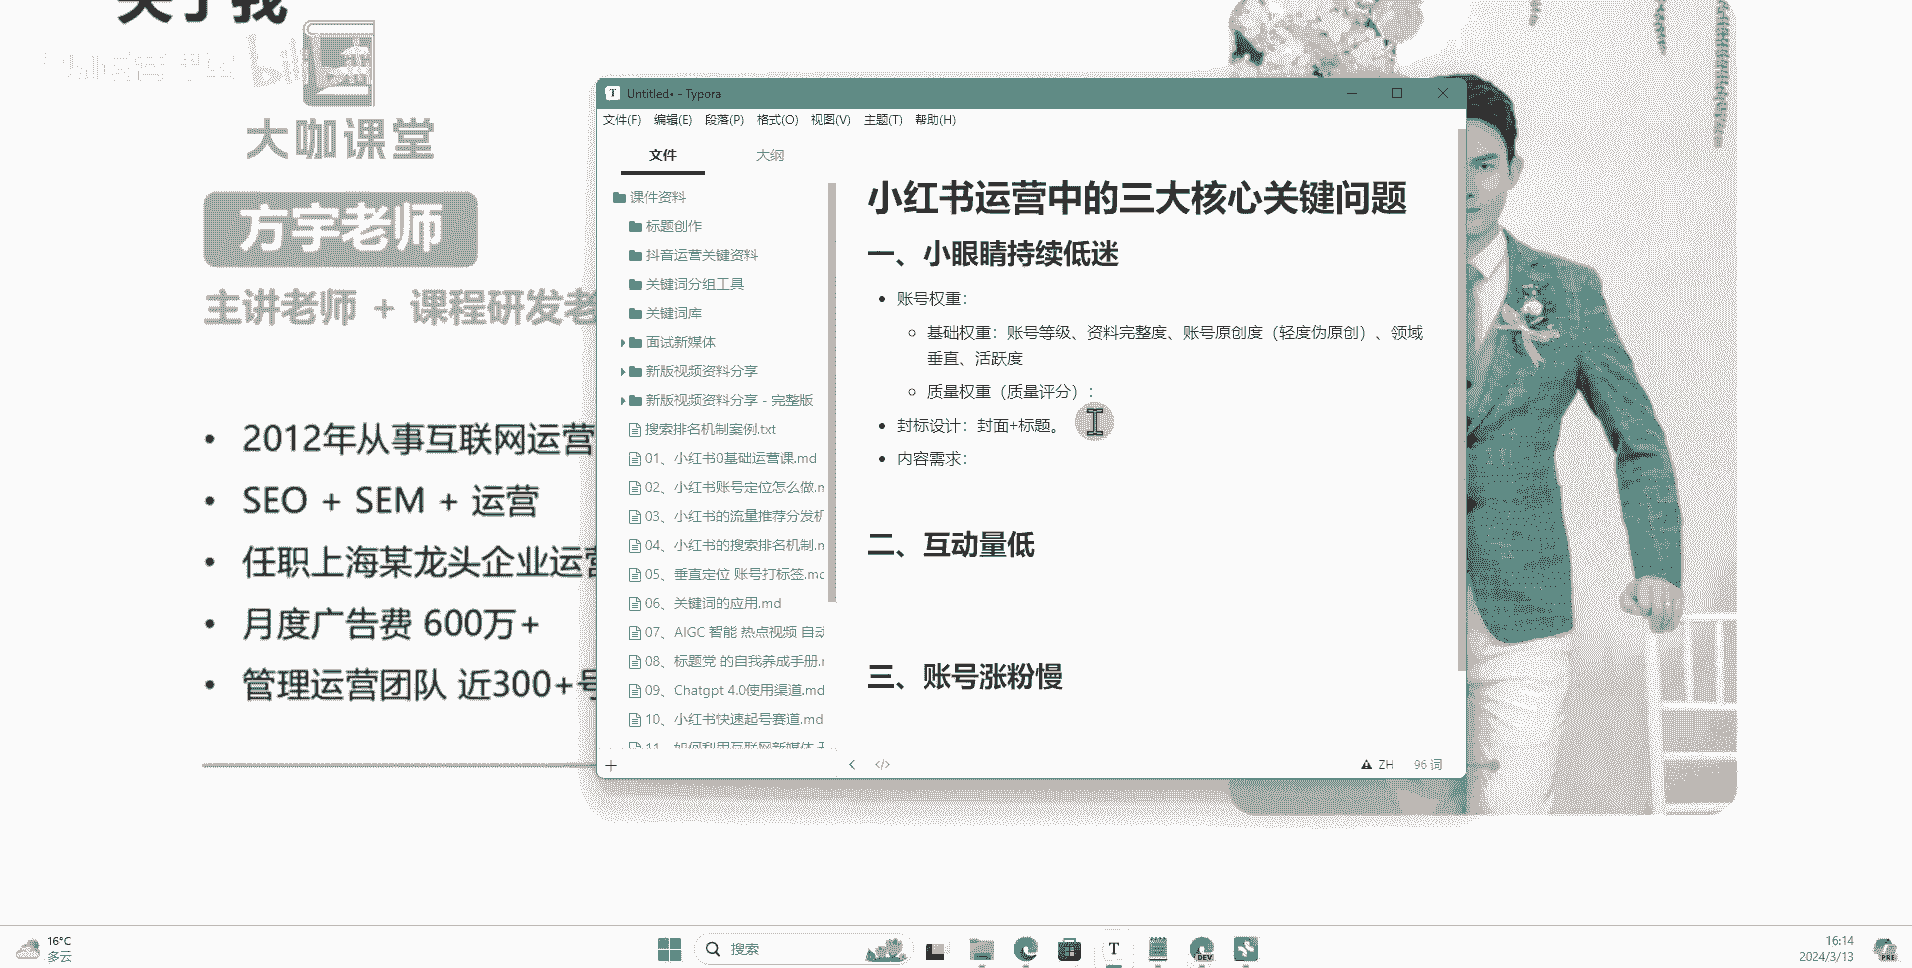 关于我
大咖课堂
方宇老师
主讲老师 + 课程研发老
• 2012年从事互联网运营
• SEO + SEM + 运营
• 任职上海某龙头企业运营
• 月度广告费 600万+
• 管理运营团队 近300+号
Untitled• - Typora
文件(F) 编辑(E) 段落(P) 格式(O) 视图(V) 主题(T) 帮助(H)
文件 大纲
课件资料
标题创作
抖音运营关键资料
关键词分组工具
关键词库
面试新媒体
新版视频资料分享
新版视频资料分享 - 完整版
搜索排名机制案例.txt
01、小红书0基础运营课.md
02、小红书账号定位怎么做.m
03、小红书的流量推荐分发机
04、小红书的搜索排名机制.m
05、垂直定位 账号打标签.md
06、关键词的应用.md
07、AIGC 智能 热点视频 自动
08、标题党 的自我养成手册.m
09、Chatgpt 4.0使用渠道.md
10、小红书快速起号赛道.md
11、如何利用互联网新媒体
小红书运营中的三大核心关键问题
一、小眼睛持续低迷
• 账号权重：
◦ 基础权重：账号等级、资料完整度、账号原创度（轻度伪原创）、领域
垂直、活跃度
◦ 质量权重（质量评分）：
• 封标设计：封面+标题。
• 内容需求：
二、互动量低
三、账号涨粉慢
ZH 96 词
16°C
多云
搜索
DEV
16:14
2024/3/13
PRE